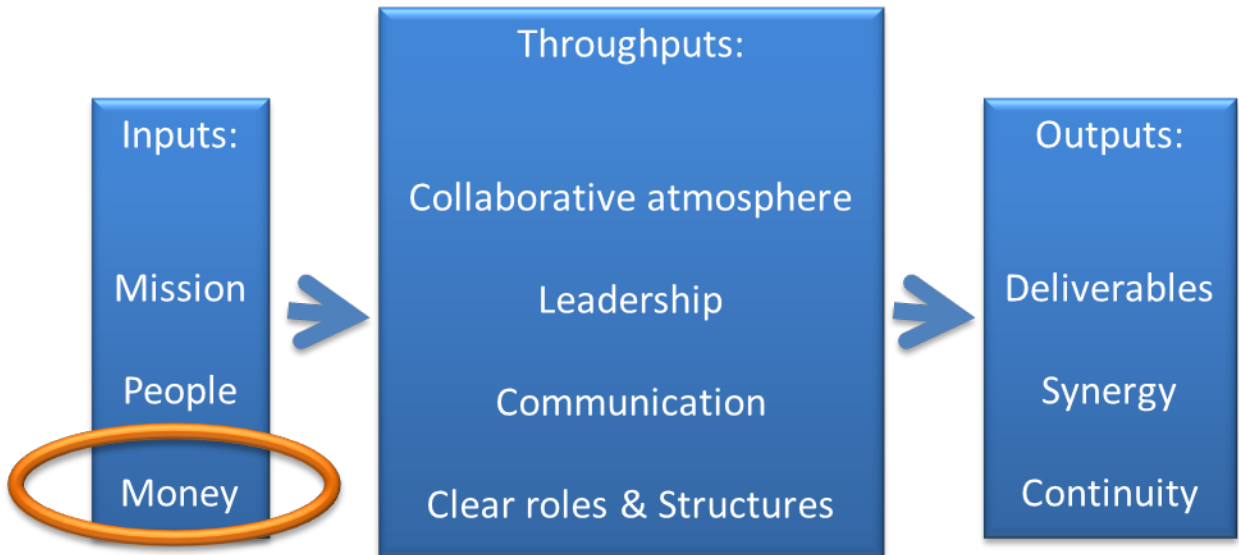 Inputs:
Mission
People
Money
Throughputs:
Collaborative atmosphere
Leadership
Communication
Clear roles & Structures
Outputs:
Deliverables
Synergy
Continuity